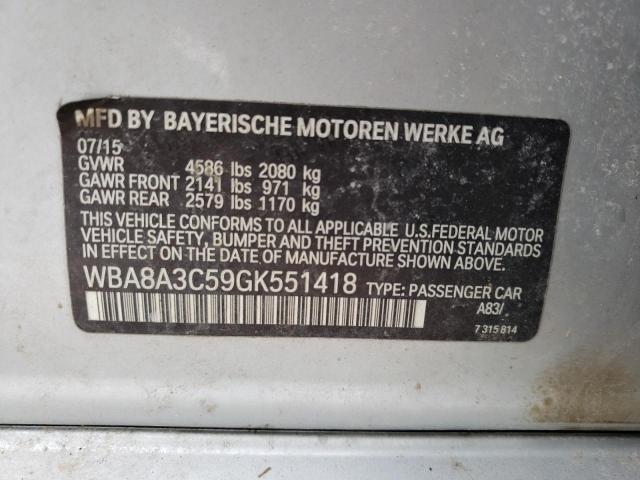 MFD BY BAYERISCHE MOTOREN WERKE AG
07/15
GVWR 4586 lbs 2080 kg
GAWR FRONT 2141 lbs 971 kg
GAWR REAR 2579 lbs 1170 kg
THIS VEHICLE CONFORMS TO ALL APPLICABLE U.S.FEDERAL MOTOR
VEHICLE SAFETY, BUMPER AND THEFT PREVENTION STANDARDS
IN EFFECT ON THE DATE OF MANUFACTURE SHOWN ABOVE.
WBA8A3C59GK551418 TYPE: PASSENGER CAR
A83/
7 315 814